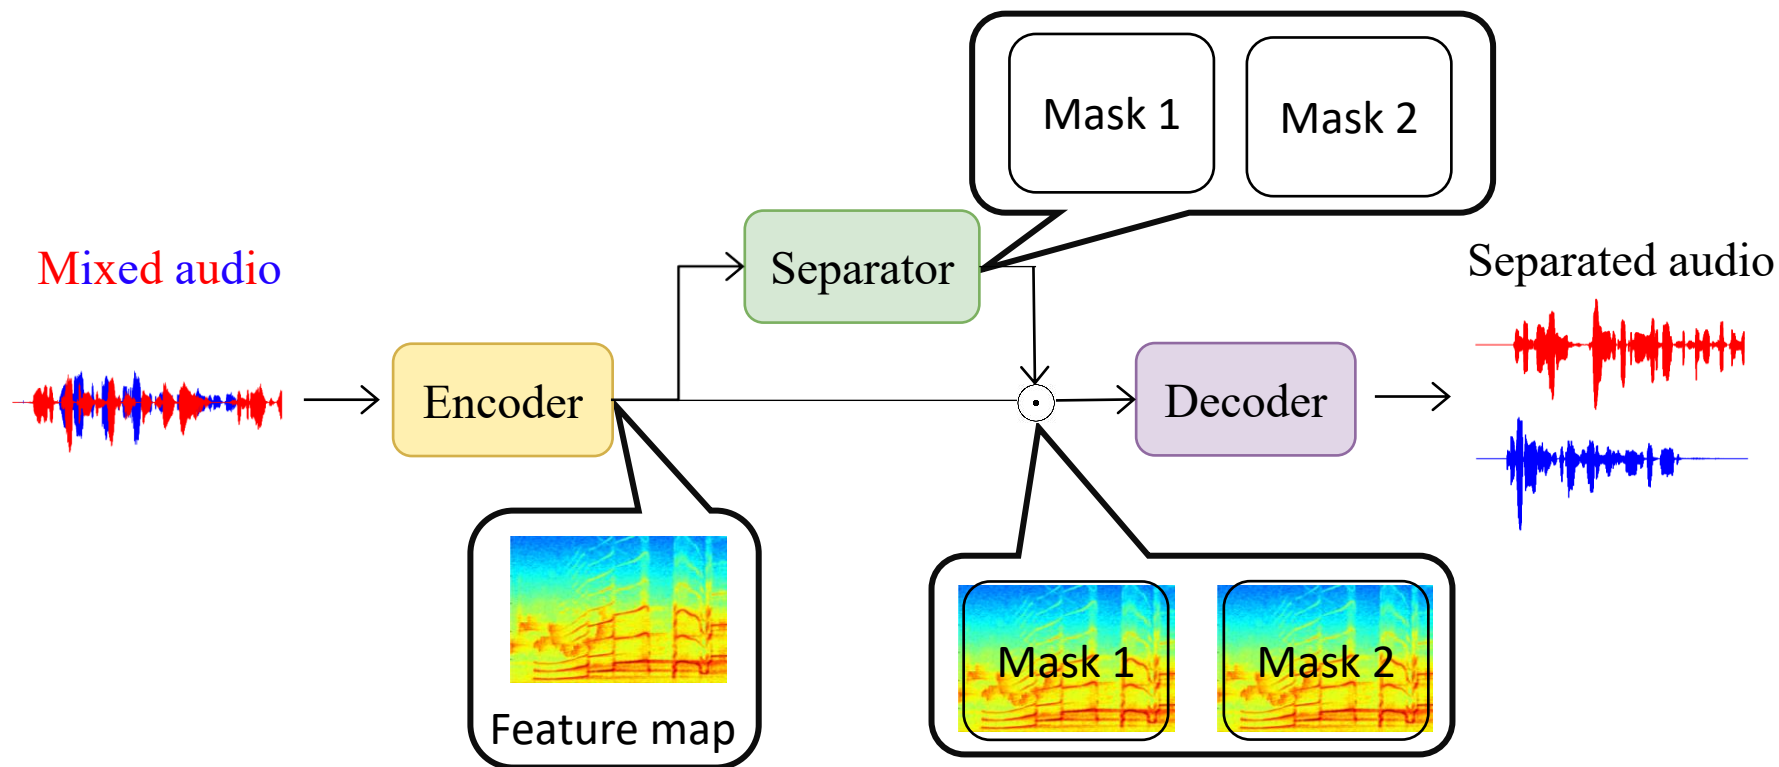 Mask 1
Mask 2
Mixed audio
Separator
Separated audio
Encoder
Decoder
Feature map
Mask 1
Mask 2